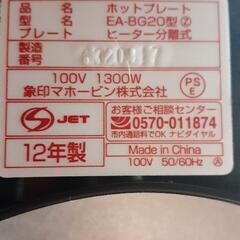 品名 ホットプレート
型名 EA-BG20型Ⓩ
プレート ヒーター分離式
製造番号 6320817
100V 1300W
象印マホービン株式会社
PS
E
JET
お客様ご相談センター
0570-011874
市内通話料でOK ナビダイヤル
12年製
Made in China
100V 50/60Hz A